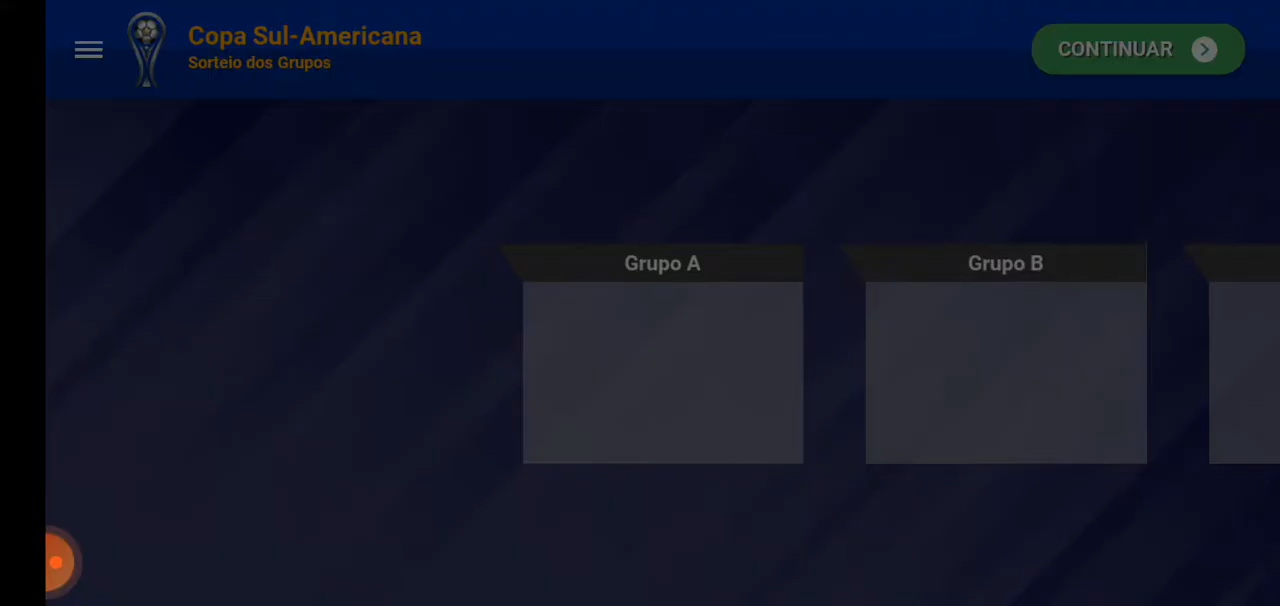 Copa Sul-Americana
Sorteio dos Grupos
CONTINUAR
Grupo A
Grupo B